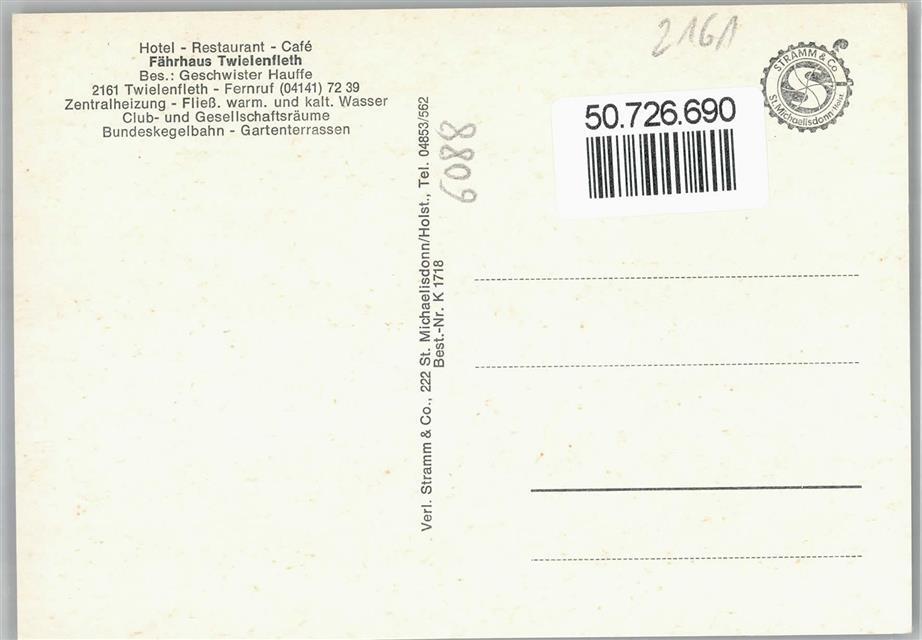 Hotel - Restaurant - Café
Fährhaus Twielenfleth
Bes.: Geschwister Hauffe
2161 Twielenfleth - Fernruf (04141) 72 39
Zentralheizung - Fließ. warm. und kalt. Wasser
Club- und Gesellschaftsräume
Bundeskegelbahn - Gartenterrassen
Verl. Stramm & Co., 222 St. Michaelisdonn/Holst., Tel. 04853/562
Best.-Nr. K 1718
6088
2161
50.726.690
STRAMM & Co
St. Michaelisdonn-Holst.